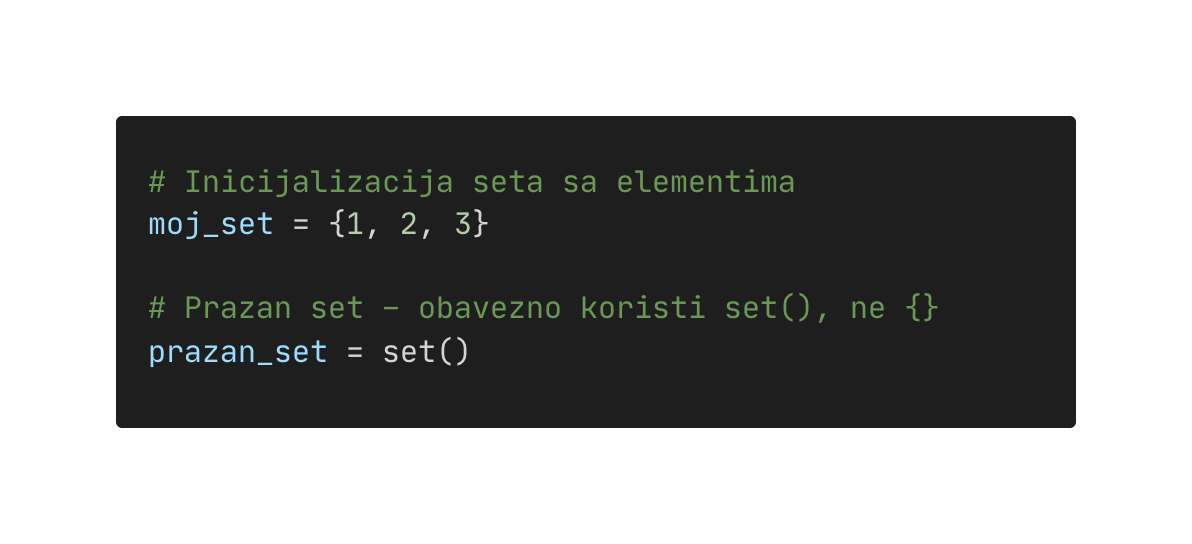 # Inicijalizacija seta sa elementima
moj_set = {1, 2, 3}
# Prazan set – obavezno koristi set(), ne {}
prazan_set = set()